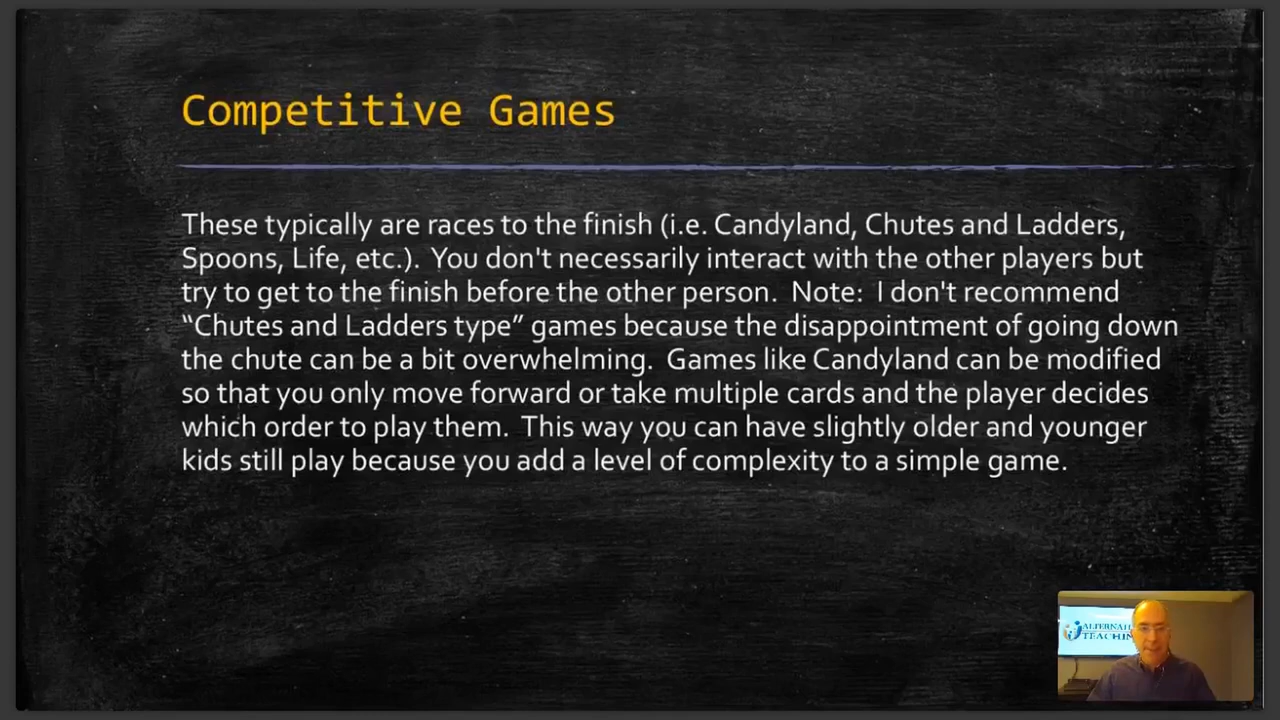 Competitive Games
These typically are races to the finish (i.e. Candyland, Chutes and Ladders,
Spoons, Life, etc.).  You don't necessarily interact with the other players but
try to get to the finish before the other person.  Note:  I don't recommend
“Chutes and Ladders type” games because the disappointment of going down
the chute can be a bit overwhelming.  Games like Candyland can be modified
so that you only move forward or take multiple cards and the player decides
which order to play them.  This way you can have slightly older and younger
kids still play because you add a level of complexity to a simple game.